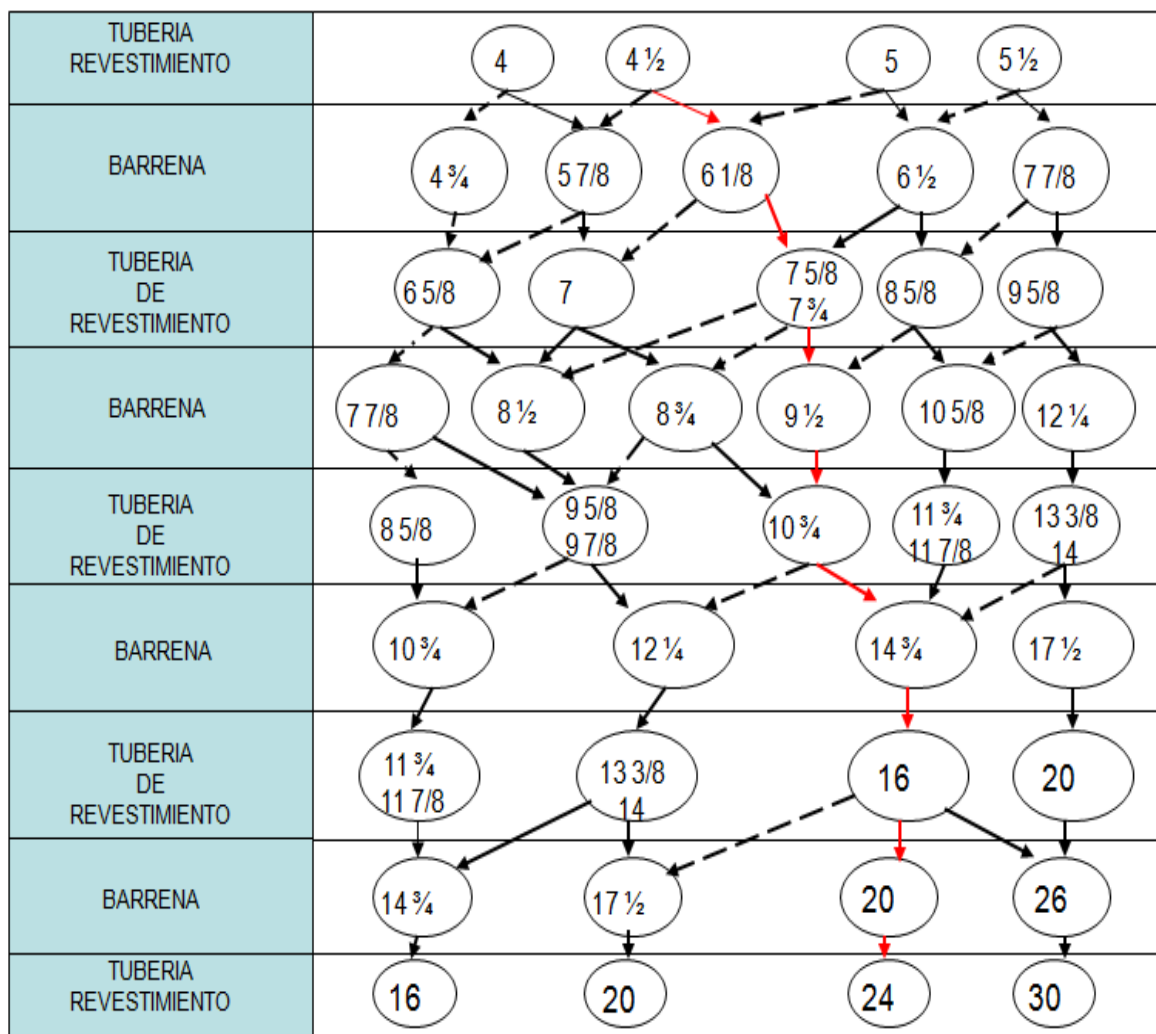 TUBERIA
REVESTIMIENTO
4
4 ½
5
5 ½
BARRENA
4 ¾
5 7/8
6 1/8
6 ½
7 7/8
TUBERIA
DE
REVESTIMIENTO
6 5/8
7
7 5/8
7 ¾
8 5/8
9 5/8
BARRENA
7 7/8
8 ½
8 ¾
9 ½
10 5/8
12 ¼
TUBERIA
DE
REVESTIMIENTO
8 5/8
9 5/8
9 7/8
10 ¾
11 ¾
11 7/8
13 3/8
14
BARRENA
10 ¾
12 ¼
14 ¾
17 ½
TUBERIA
DE
REVESTIMIENTO
11 ¾
11 7/8
13 3/8
14
16
20
BARRENA
14 ¾
17 ½
20
26
TUBERIA
REVESTIMIENTO
16
20
24
30